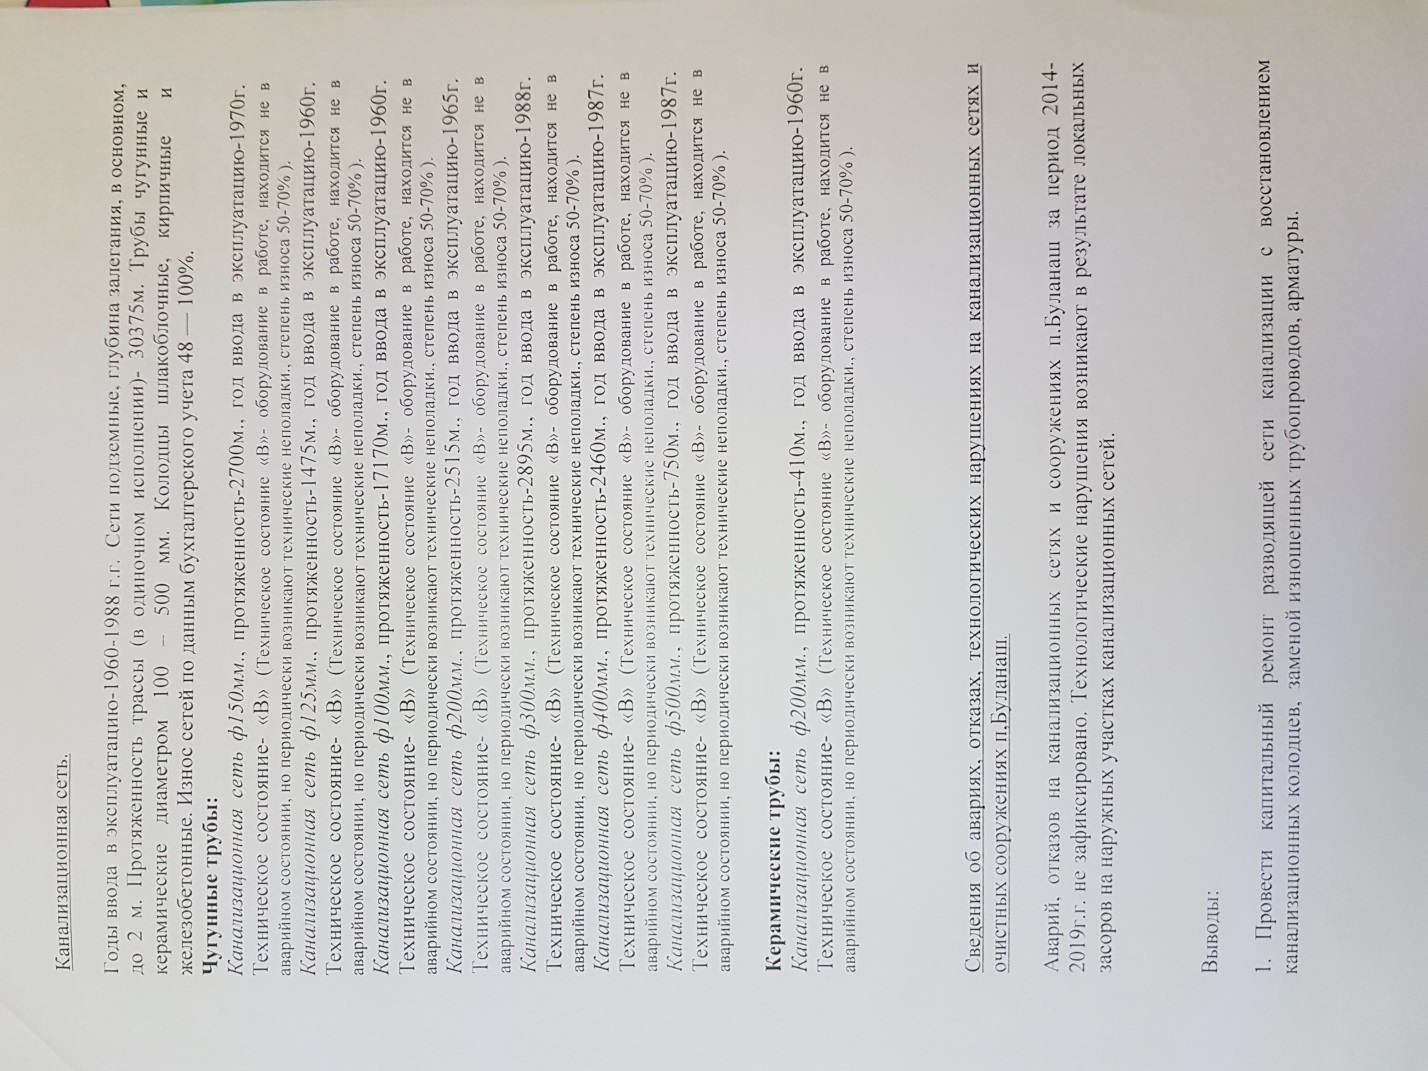 Канализационная сеть.
Годы ввода в эксплуатацию-1960-1988 г.г. Сети подземные, глубина залегания, в основном,
до 2 м. Протяженность трассы (в одиночном исполнении)- 30375м. Трубы чугунные и
керамические диаметром 100 – 500 мм. Колодцы шлакоблочные, кирпичные и
железобетонные. Износ сетей по данным бухгалтерского учета 48 — 100%.
Чугунные трубы:
Канализационная сеть ф150мм., протяженность-2700м., год ввода в эксплуатацию-1970г.
Техническое состояние- «В» (Техническое состояние «В»- оборудование в работе, находится не в
аварийном состоянии, но периодически возникают технические неполадки., степень износа 50-70%).
Канализационная сеть ф125мм., протяженность-1475м., год ввода в эксплуатацию-1960г.
Техническое состояние- «В» (Техническое состояние «В»- оборудование в работе, находится не в
аварийном состоянии, но периодически возникают технические неполадки., степень износа 50-70%).
Канализационная сеть ф100мм., протяженность-17170м., год ввода в эксплуатацию-1960г.
Техническое состояние- «В» (Техническое состояние «В»- оборудование в работе, находится не в
аварийном состоянии, но периодически возникают технические неполадки., степень износа 50-70%).
Канализационная сеть ф200мм., протяженность-2515м., год ввода в эксплуатацию-1965г.
Техническое состояние- «В» (Техническое состояние «В»- оборудование в работе, находится не в
аварийном состоянии, но периодически возникают технические неполадки., степень износа 50-70%).
Канализационная сеть ф300мм., протяженность-2895м., год ввода в эксплуатацию-1988г.
Техническое состояние- «В» (Техническое состояние «В»- оборудование в работе, находится не в
аварийном состоянии, но периодически возникают технические неполадки., степень износа 50-70%).
Канализационная сеть ф400мм., протяженность-2460м., год ввода в эксплуатацию-1987г.
Техническое состояние- «В» (Техническое состояние «В»- оборудование в работе, находится не в
аварийном состоянии, но периодически возникают технические неполадки., степень износа 50-70%).
Канализационная сеть ф500мм., протяженность-750м., год ввода в эксплуатацию-1987г.
Техническое состояние- «В» (Техническое состояние «В»- оборудование в работе, находится не в
аварийном состоянии, но периодически возникают технические неполадки., степень износа 50-70%).
Керамические трубы:
Канализационная сеть ф200мм., протяженность-410м., год ввода в эксплуатацию-1960г.
Техническое состояние- «В» (Техническое состояние «В»- оборудование в работе, находится не в
аварийном состоянии, но периодически возникают технические неполадки., степень износа 50-70%).
Сведения об авариях, отказах, технологических нарушениях на канализационных сетях и
очистных сооружениях п.Буланаш.
Аварий, отказов на канализационных сетях и сооружениях п.Буланаш за период 2014-
2019г.г. не зафиксировано. Технологические нарушения возникают в результате локальных
засоров на наружных участках канализационных сетей.
Выводы:
1. Провести капитальный ремонт разводящей сети канализации с восстановлением
канализационных колодцев, заменой изношенных трубопроводов, арматуры.